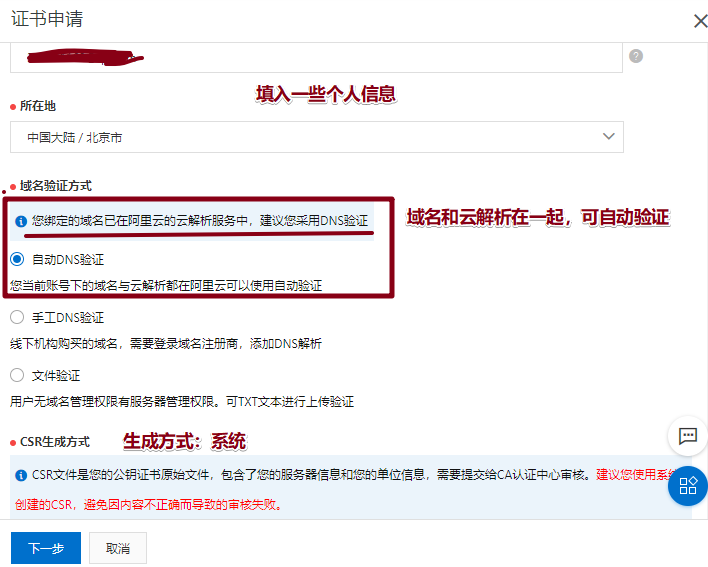 证书申请
填入一些个人信息
所在地
中国大陆 / 北京市
域名验证方式
您绑定的域名已在阿里云的云解析服务中，建议您采用DNS验证
域名和云解析在一起，可自动验证
自动DNS验证
您当前账号下的域名与云解析都在阿里云可以使用自动验证
手工DNS验证
线下机构购买的域名，需要登录域名注册商，添加DNS解析
文件验证
用户无域名管理权限有服务器管理权限。可TXT文本进行上传验证
CSR生成方式
生成方式：系统
CSR文件是您的公钥证书原始文件，包含了您的服务器信息和您的单位信息，需要提交给CA认证中心审核。建议您使用系
创建的CSR，避免因内容不正确而导致的审核失败。
下一步
取消